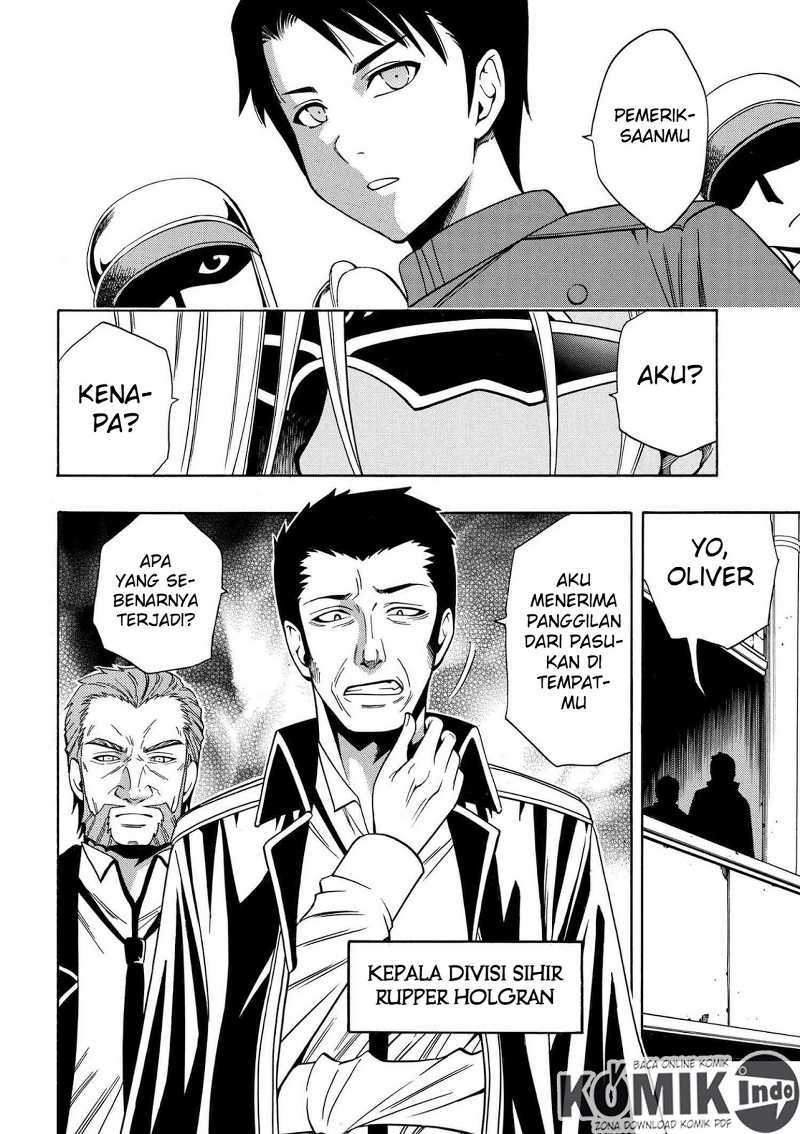 PEMERIK-
SAANMU
AKU?
KENA-
PA?
YO,
OLIVER
AKU
MENERIMA
PANGGILAN
DARI PASU-
KAN DI
TEMPAT-
MU
APA
YANG SE-
BENARNYA
TERJADI?
KEPALA DIVISI SIHIR
RUPPER HOLGRAN
BACA ONLINE KOMIK
KOMIK Indo
ZONA DOWNLOAD KOMIK PDF